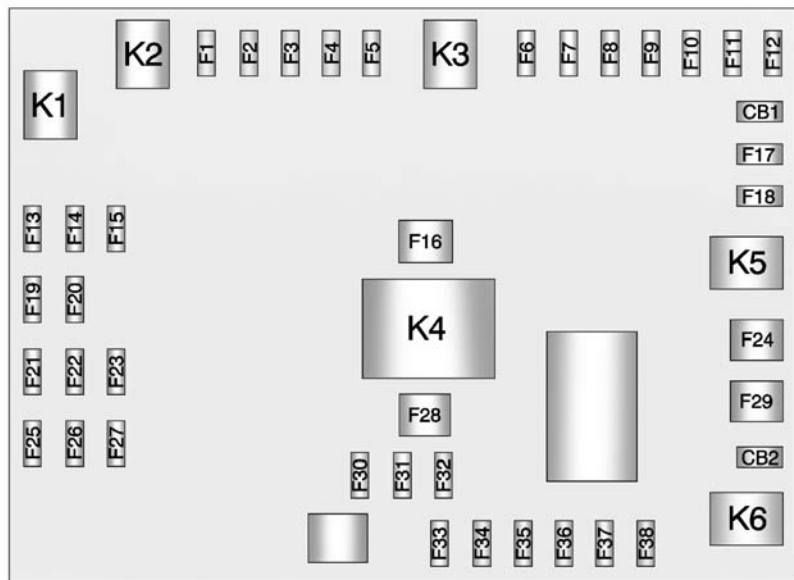 K2 F1 F2 F3 F4 F5 K3 F6 F7 F8 F9 F10 F11 F12
K1
CB1
F17
F18
F13 F14 F15
F16
K5
F19 F20
K4
F24
F21 F22 F23
F29
F28
F25 F26 F27
CB2
F30 F31 F32
K6
F33 F34 F35 F36 F37 F38